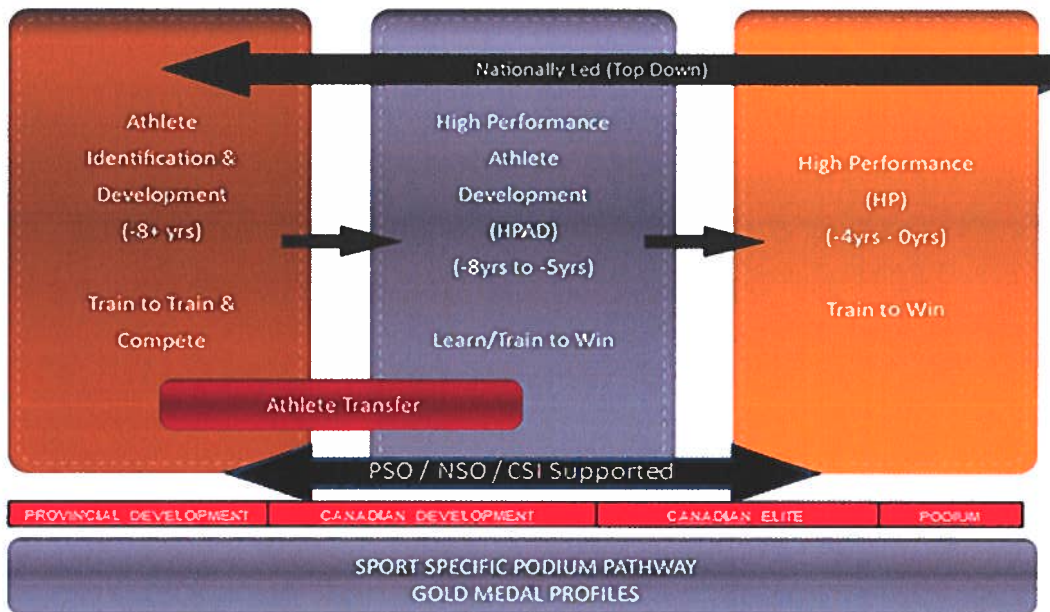 Nationally Led (Top Down)
Athlete
Identification &
Development
(-8+ yrs)
Train to Train &
Compete
High Performance
Athlete
Development
(HPAD)
(-8yrs to -5yrs)
Learn/Train to Win
High Performance
(HP)
(-4yrs - 0yrs)
Train to Win
Athlete Transfer
PSO / NSO / CSI Supported
PROVINCIAL DEVELOPMENT
CANADIAN DEVELOPMENT
CANADIAN ELITE
PODIUM
SPORT SPECIFIC PODIUM PATHWAY
GOLD MEDAL PROFILES